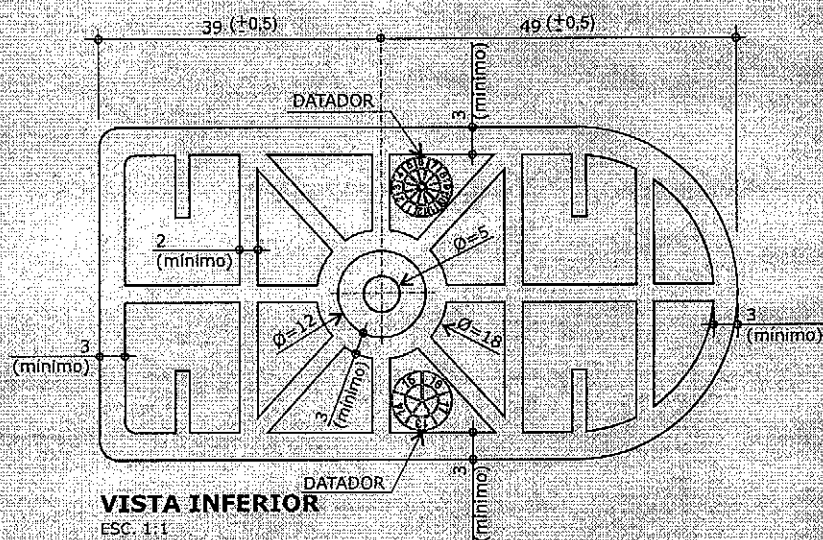 39 (±0,5)
49 (±0,5)
3
(mínimo)
DATADOR
Ø=5
2
(mínimo)
Ø=12
Ø=18
3
(mínimo)
3
(mínimo)
3
(mínimo)
DATADOR
3
(mínimo)
VISTA INFERIOR
ESC. 1:1